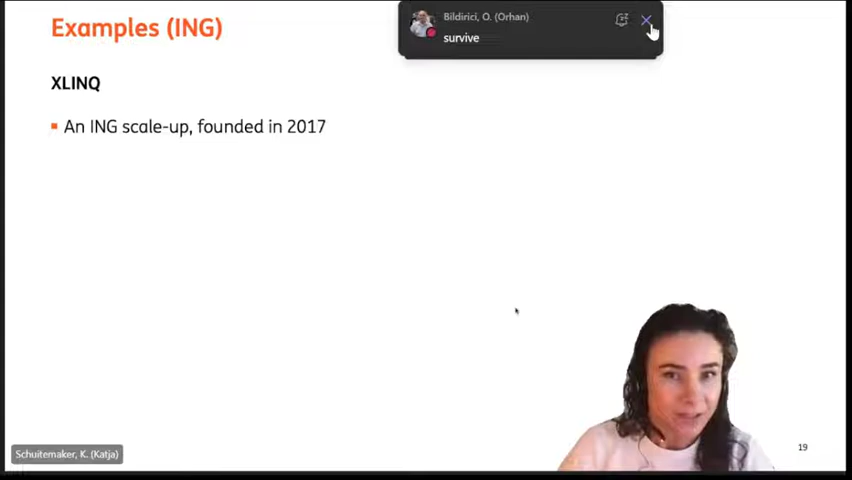 Examples (ING)
Bildirici, O. (Orhan)
survive
XLINQ
An ING scale-up, founded in 2017
Schuitemaker, K. (Katja)
19